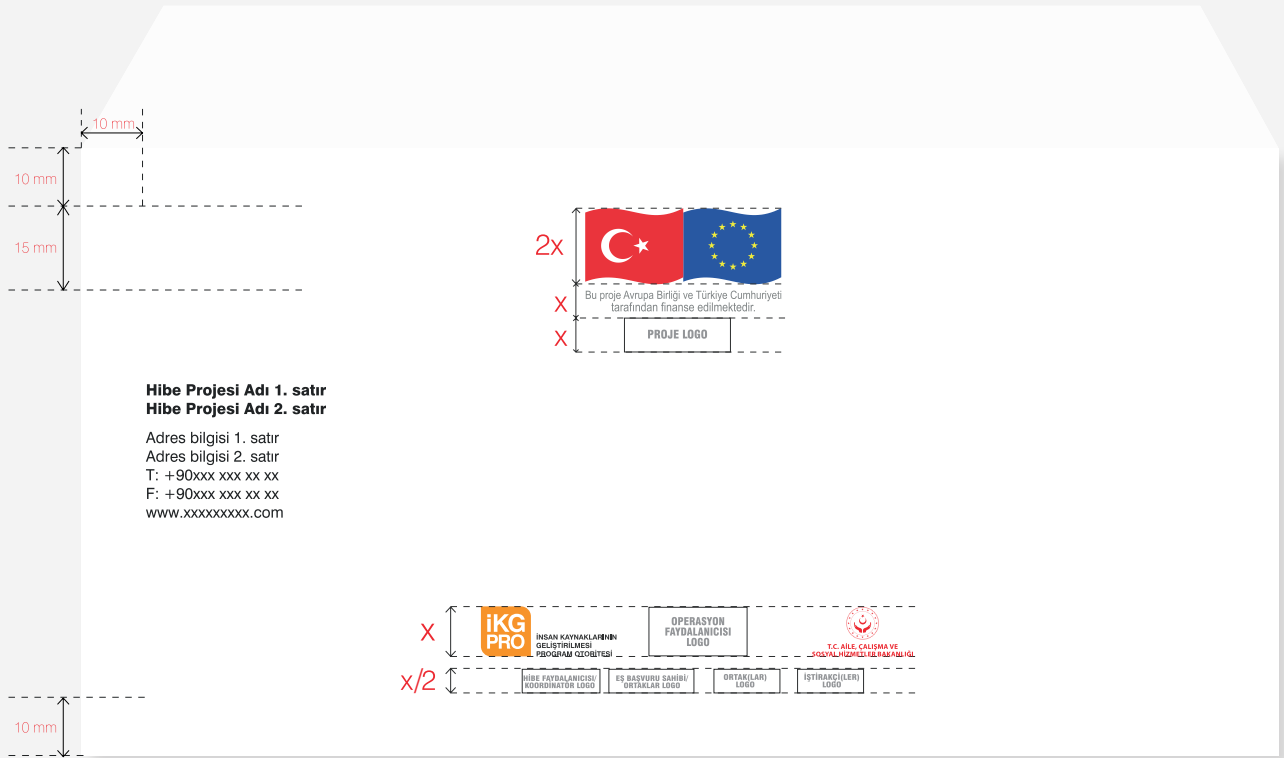 10 mm
10 mm
15 mm
2x
Bu proje Avrupa Birliği ve Türkiye Cumhuriyeti
tarafından finanse edilmektedir.
x
x
PROJE LOGO
Hibe Projesi Adı 1. satır
Hibe Projesi Adı 2. satır
Adres bilgisi 1. satır
Adres bilgisi 2. satır
T: +90xxx xxx xx xx
F: +90xxx xxx xx xx
www.xxxxxxxxx.com
x
iKG
PRO
İNSAN KAYNAKLARININ
GELİŞTİRİLMESİ
PROGRAM OTORİTESİ
OPERASYON
FAYDALANICISI
LOGO
T.C. AİLE, ÇALIŞMA VE
SOSYAL HİZMETLER BAKANLIĞI
x/2
HİBE FAYDALANICISI/
KOORDİNATÖR LOGO
EŞ BAŞVURU SAHİBİ/
ORTAKLAR LOGO
ORTAK(LAR)
LOGO
İŞTİRAKÇİ(LER)
LOGO
10 mm